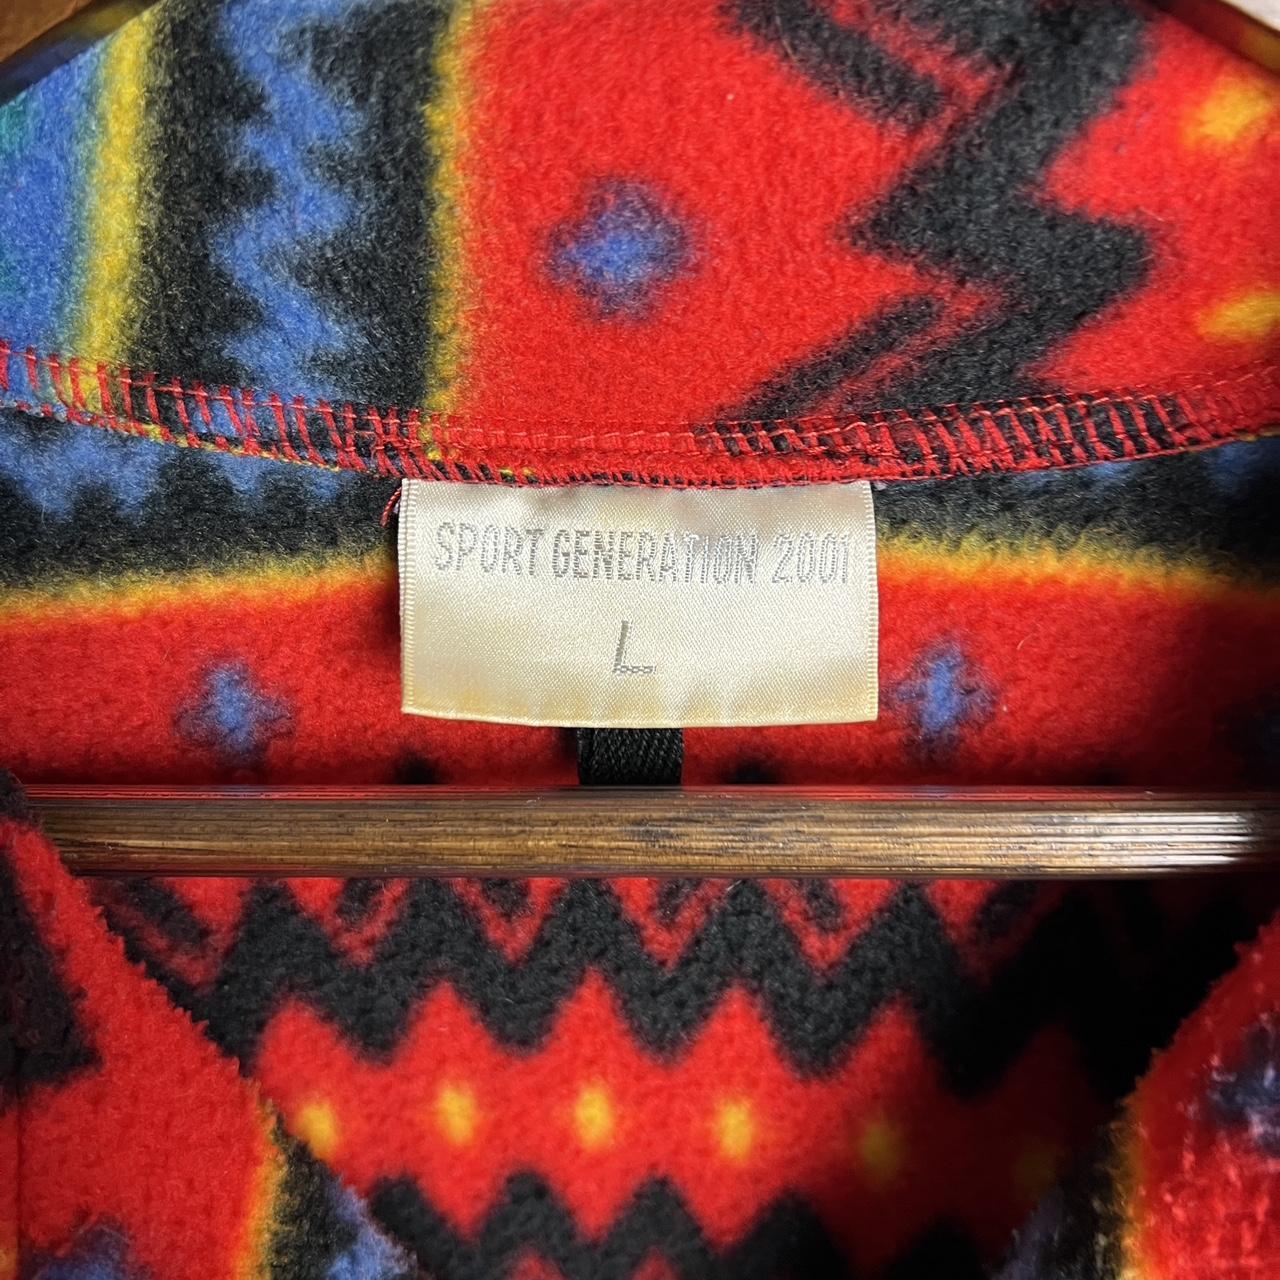 SPORT GENERATION 2001
L